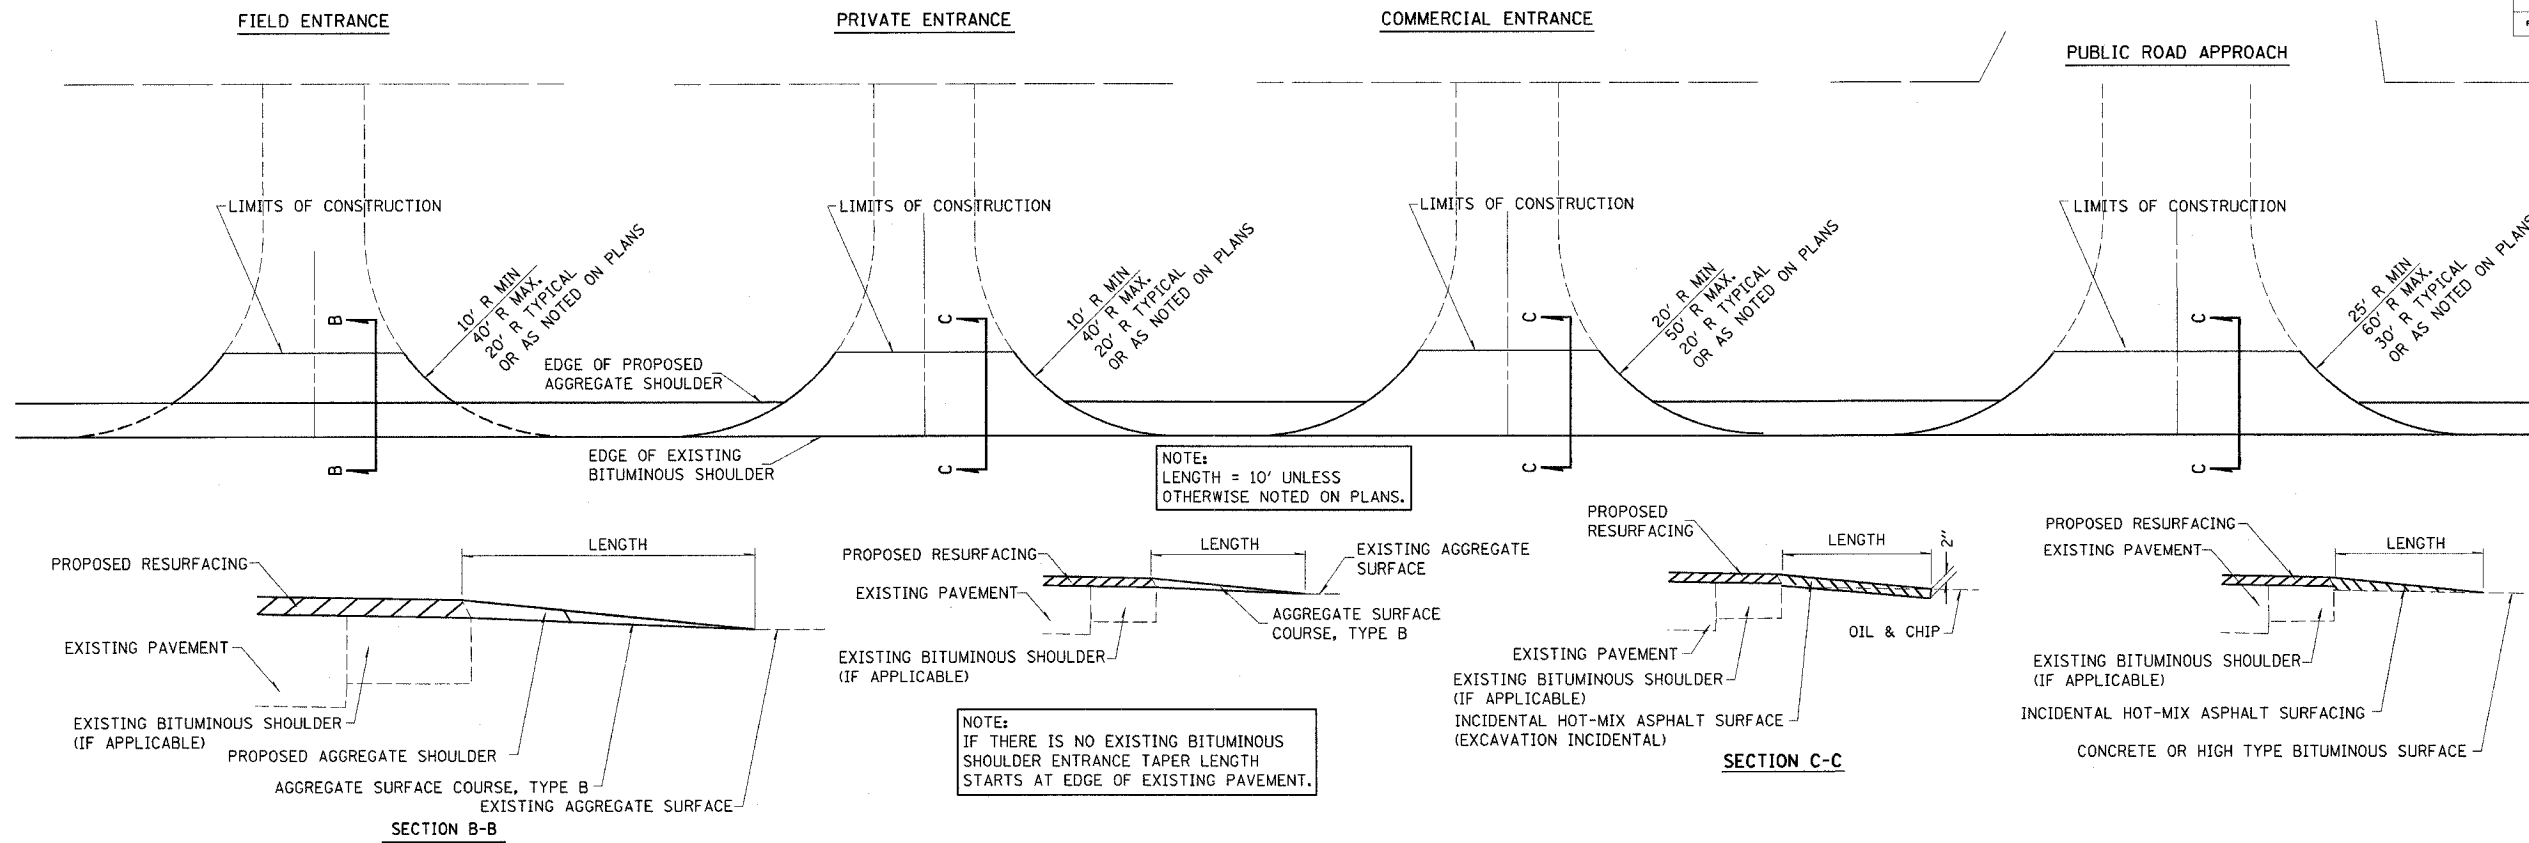 FIELD ENTRANCE
PRIVATE ENTRANCE
COMMERCIAL ENTRANCE
PUBLIC ROAD APPROACH
LIMITS OF CONSTRUCTION
LIMITS OF CONSTRUCTION
LIMITS OF CONSTRUCTION
LIMITS OF CONSTRUCTION
B
10' R MIN
40' R MAX.
20' R TYPICAL
OR AS NOTED ON PLANS
C
10' R MIN
40' R MAX.
20' R TYPICAL
OR AS NOTED ON PLANS
C
20' R MIN
50' R MAX.
20' R TYPICAL
OR AS NOTED ON PLANS
C
25' R MIN
60' R MAX.
30' R TYPICAL
OR AS NOTED ON PLANS
EDGE OF PROPOSED
AGGREGATE SHOULDER
EDGE OF EXISTING
BITUMINOUS SHOULDER
B
C
C
C
NOTE:
LENGTH = 10' UNLESS
OTHERWISE NOTED ON PLANS.
LENGTH
PROPOSED RESURFACING
EXISTING PAVEMENT
EXISTING BITUMINOUS SHOULDER
(IF APPLICABLE)
PROPOSED AGGREGATE SHOULDER
AGGREGATE SURFACE COURSE, TYPE B
EXISTING AGGREGATE SURFACE
SECTION B-B
PROPOSED RESURFACING
LENGTH
EXISTING AGGREGATE
SURFACE
EXISTING PAVEMENT
AGGREGATE SURFACE
COURSE, TYPE B
EXISTING BITUMINOUS SHOULDER
(IF APPLICABLE)
NOTE:
IF THERE IS NO EXISTING BITUMINOUS
SHOULDER ENTRANCE TAPER LENGTH
STARTS AT EDGE OF EXISTING PAVEMENT.
PROPOSED
RESURFACING
LENGTH
2"
OIL & CHIP
EXISTING PAVEMENT
EXISTING BITUMINOUS SHOULDER
(IF APPLICABLE)
INCIDENTAL HOT-MIX ASPHALT SURFACE
(EXCAVATION INCIDENTAL)
SECTION C-C
PROPOSED RESURFACING
EXISTING PAVEMENT
LENGTH
EXISTING BITUMINOUS SHOULDER
(IF APPLICABLE)
INCIDENTAL HOT-MIX ASPHALT SURFACING
CONCRETE OR HIGH TYPE BITUMINOUS SURFACE